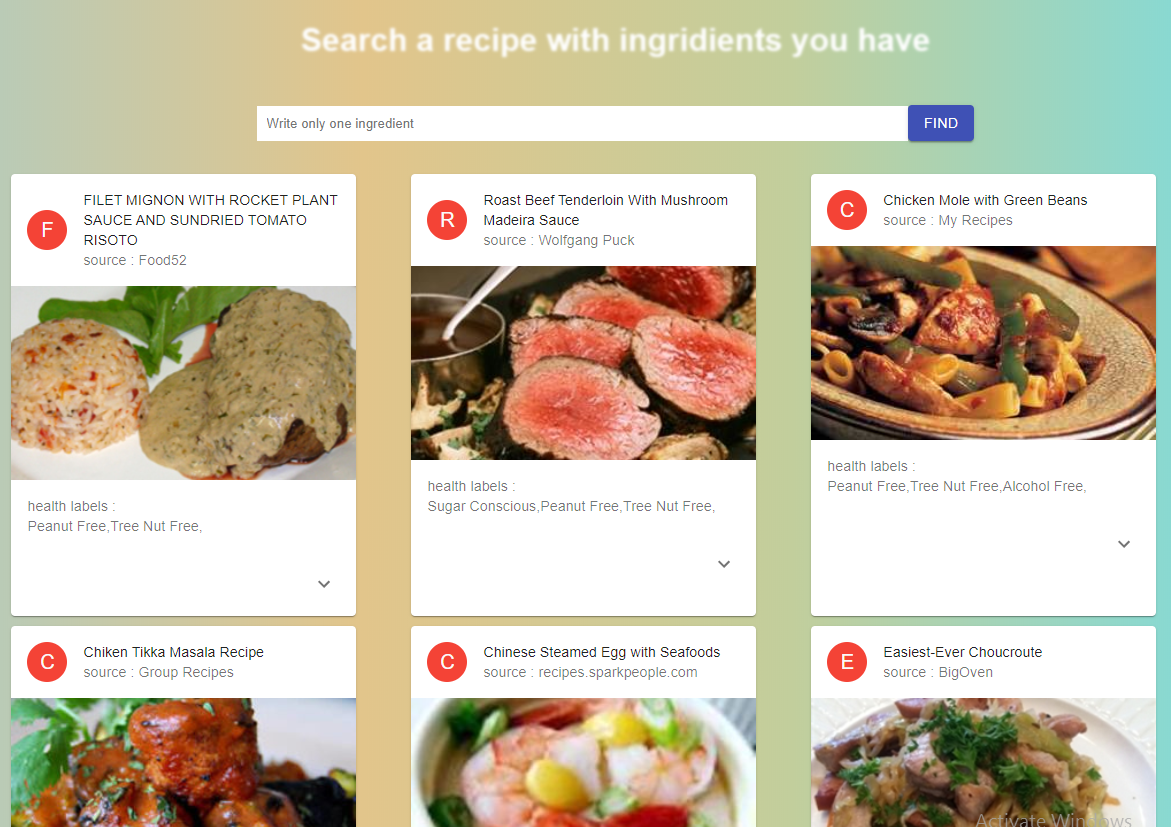 Search a recipe with ingridients you have
Write only one ingredient
FIND
F
FILET MIGNON WITH ROCKET PLANT
SAUCE AND SUNDRIED TOMATO
RISOTO
source : Food52
health labels :
Peanut Free,Tree Nut Free,
R
Roast Beef Tenderloin With Mushroom
Madeira Sauce
source : Wolfgang Puck
health labels :
Sugar Conscious,Peanut Free,Tree Nut Free,
C
Chicken Mole with Green Beans
source : My Recipes
health labels :
Peanut Free,Tree Nut Free,Alcohol Free,
C
Chiken Tikka Masala Recipe
source : Group Recipes
C
Chinese Steamed Egg with Seafoods
source : recipes.sparkpeople.com
E
Easiest-Ever Choucroute
source : BigOven
Activate Windows